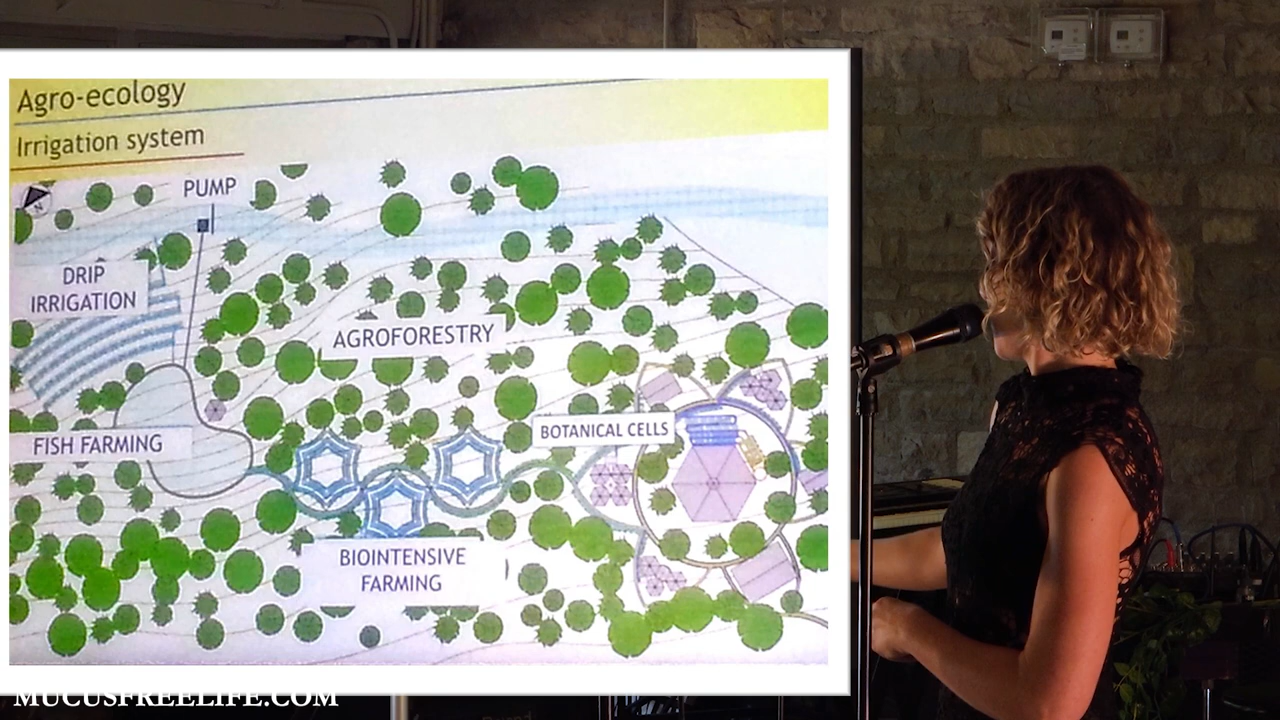 Agro-ecology
Irrigation system
PUMP
DRIP
IRRIGATION
AGROFORESTRY
BOTANICAL CELLS
FISH FARMING
BIOINTENSIVE
FARMING
MUCUSFREELIFE.COM